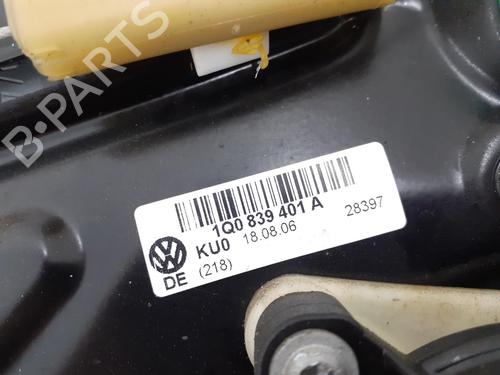 B-PARTS
1Q0 839 401 A
KU0 18.08.06 28397
DE (218)